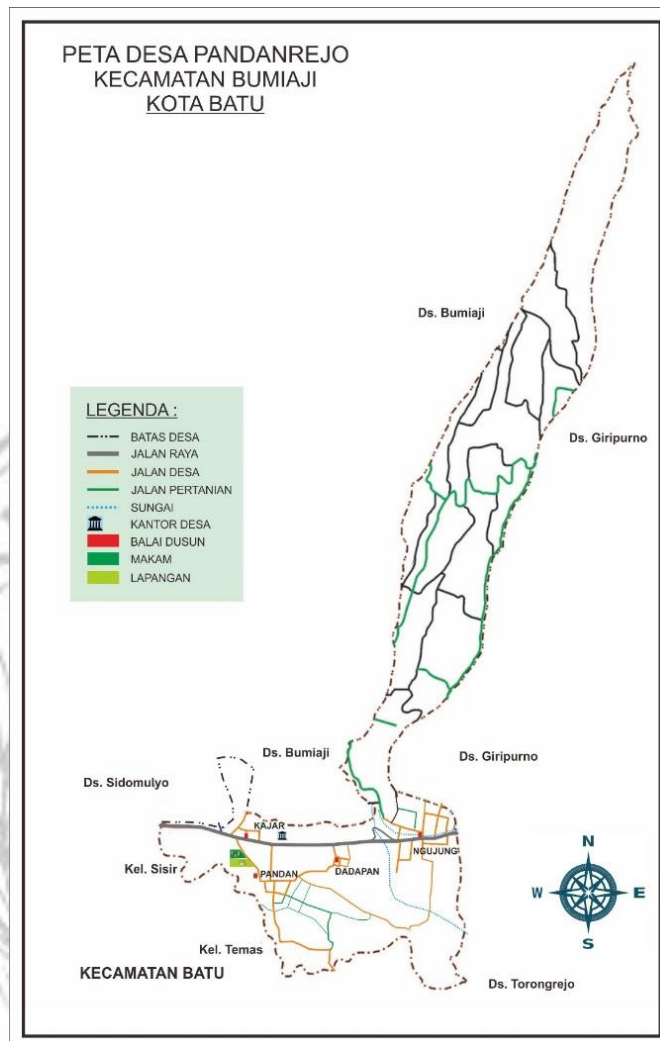 PETA DESA PANDANREJO
KECAMATAN BUMIAJI
KOTA BATU
Ds. Bumiaji
LEGENDA :
BATAS DESA
JALAN RAYA
JALAN DESA
JALAN PERTANIAN
SUNGAI
KANTOR DESA
BALAI DUSUN
MAKAM
LAPANGAN
Ds. Giripurno
Ds. Bumiaji
Ds. Giripurno
Ds. Sidomulyo
KAJAR
NGUJUNG
Kel. Sisir
PANDAN
DADAPAN
N
W
E
S
Kel. Temas
KECAMATAN BATU
Ds. Torongrejo